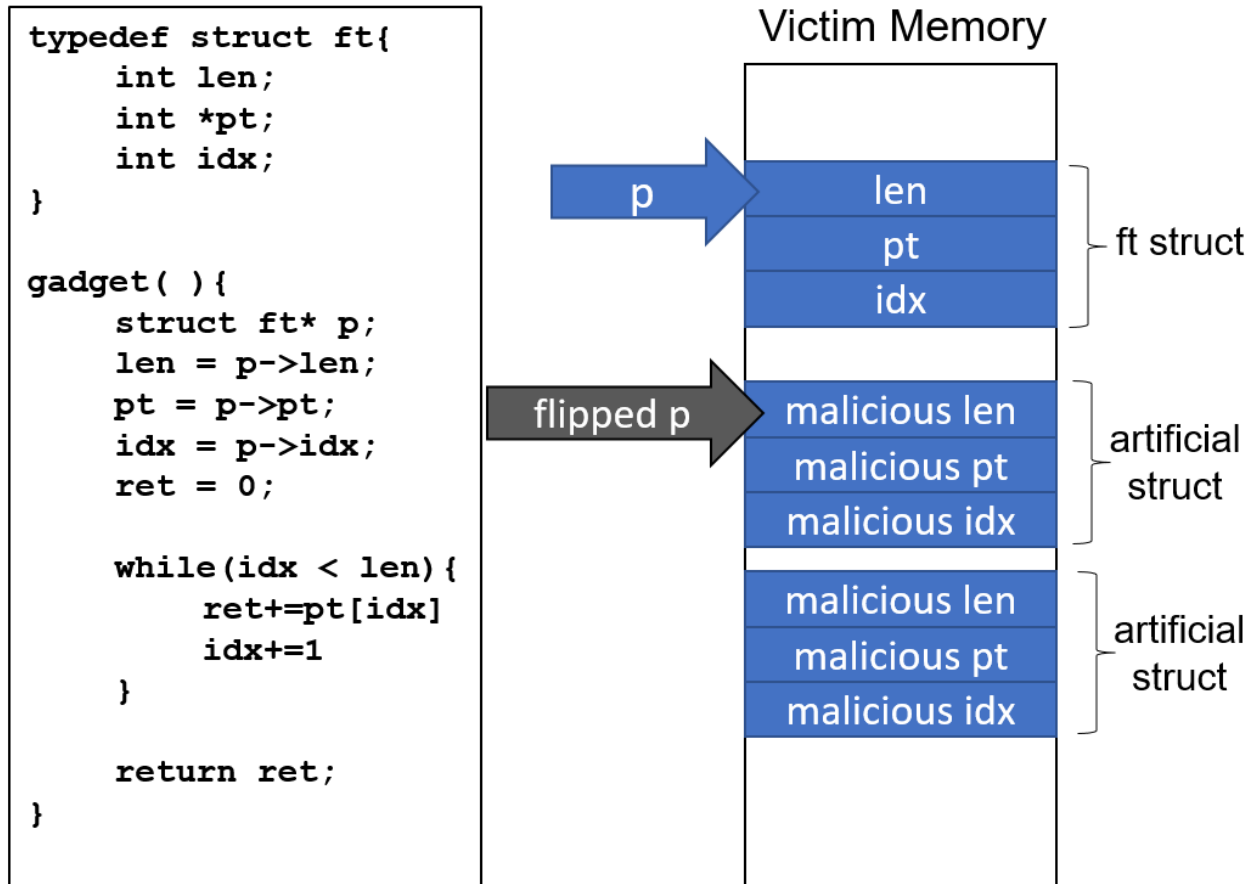 typedef struct ft{
int len;
int *pt;
int idx;
}
gadget( ){
struct ft* p;
len = p->len;
pt = p->pt;
idx = p->idx;
ret = 0;
while(idx < len){
ret+=pt[idx]
idx+=1
}
return ret;
}
Victim Memory
p
len
pt
idx
ft struct
flipped p
malicious len
malicious pt
malicious idx
artificial
struct
malicious len
malicious pt
malicious idx
artificial
struct